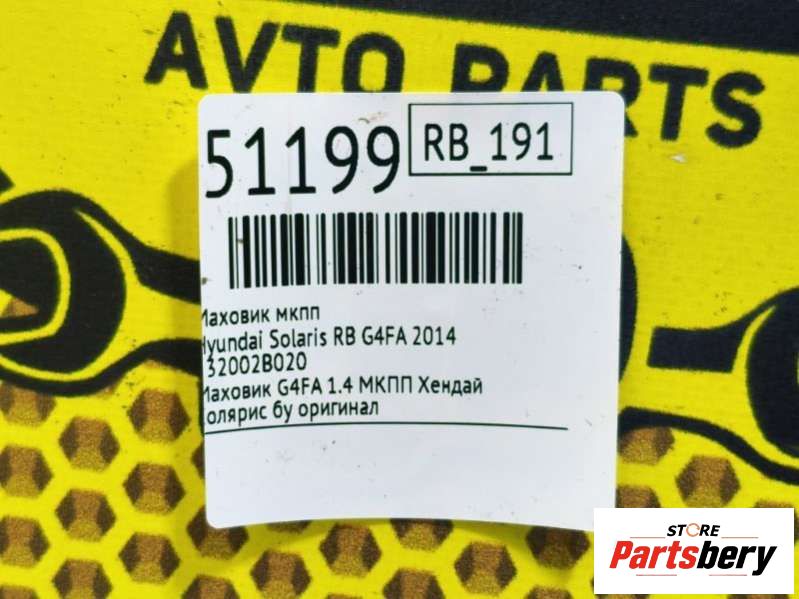 AVTO PARTS
51199
RB_191
Маховик мкпп
Hyundai Solaris RB G4FA 2014
232002B020
Маховик G4FA 1.4 МКПП Хендай
Солярис бу оригинал
STORE
Partsbery